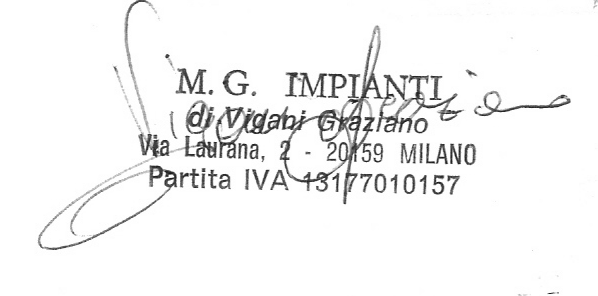 M. G. IMPIANTI
di Vigani Graziano
Via Laurana, 2 - 20159 MILANO
Partita IVA 13177010157